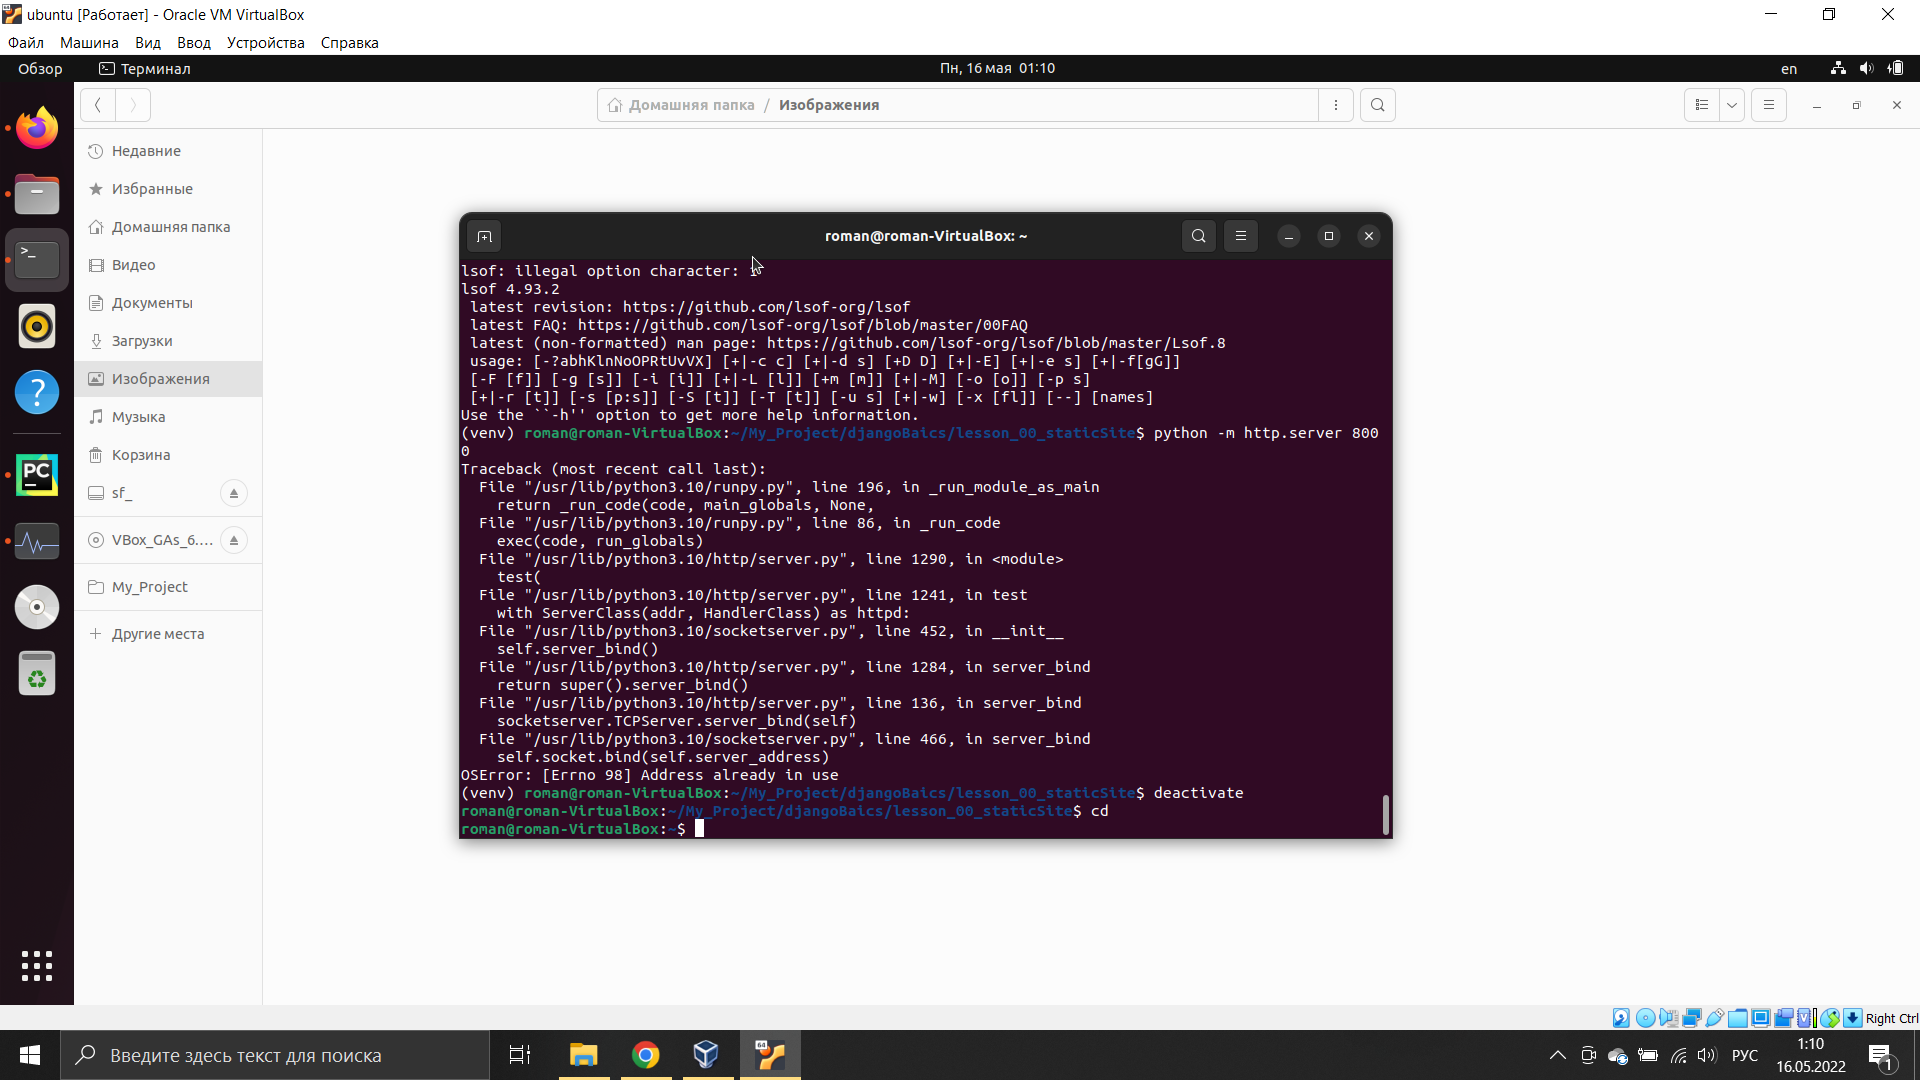 ubuntu [Работает] - Oracle VM VirtualBox
Файл Машина Вид Ввод Устройства Справка
Обзор Терминал Пн, 16 мая 01:10 en
Домашняя папка / Изображения
Недавние
Избранные
Домашняя папка
Видео
Документы
Загрузки
Изображения
Музыка
Корзина
sf_
VBox_GAs_6....
My_Project
Другие места
roman@roman-VirtualBox: ~
lsof: illegal option character:
lsof 4.93.2
latest revision: https://github.com/lsof-org/lsof
latest FAQ: https://github.com/lsof-org/lsof/blob/master/00FAQ
latest (non-formatted) man page: https://github.com/lsof-org/lsof/blob/master/Lsof.8
usage: [-?abhKlnNoOPRtUvVX] [+|-c c] [+|-d s] [+D D] [+|-E] [+|-e s] [+|-f[gG]]
[-F [f]] [-g [s]] [-i [i]] [+|-L [l]] [+m [m]] [+|-M] [-o [o]] [-p s]
[+|-r [t]] [-s [p:s]] [-S [t]] [-T [t]] [-u s] [+|-w] [-x [fl]] [--] [names]
Use the ``-h'' option to get more help information.
(venv) roman@roman-VirtualBox:~/My_Project/djangoBaics/lesson_00_staticSite$ python -m http.server 800
0
Traceback (most recent call last):
File "/usr/lib/python3.10/runpy.py", line 196, in _run_module_as_main
return _run_code(code, main_globals, None,
File "/usr/lib/python3.10/runpy.py", line 86, in _run_code
exec(code, run_globals)
File "/usr/lib/python3.10/http/server.py", line 1290, in <module>
test(
File "/usr/lib/python3.10/http/server.py", line 1241, in test
with ServerClass(addr, HandlerClass) as httpd:
File "/usr/lib/python3.10/socketserver.py", line 452, in __init__
self.server_bind()
File "/usr/lib/python3.10/http/server.py", line 1284, in server_bind
return super().server_bind()
File "/usr/lib/python3.10/http/server.py", line 136, in server_bind
socketserver.TCPServer.server_bind(self)
File "/usr/lib/python3.10/socketserver.py", line 466, in server_bind
self.socket.bind(self.server_address)
OSError: [Errno 98] Address already in use
(venv) roman@roman-VirtualBox:~/My_Project/djangoBaics/lesson_00_staticSite$ deactivate
roman@roman-VirtualBox:~/My_Project/djangoBaics/lesson_00_staticSite$ cd
roman@roman-VirtualBox:~$
PC
Right Ctrl
Введите здесь текст для поиска
64
РУС
1:10
16.05.2022
1